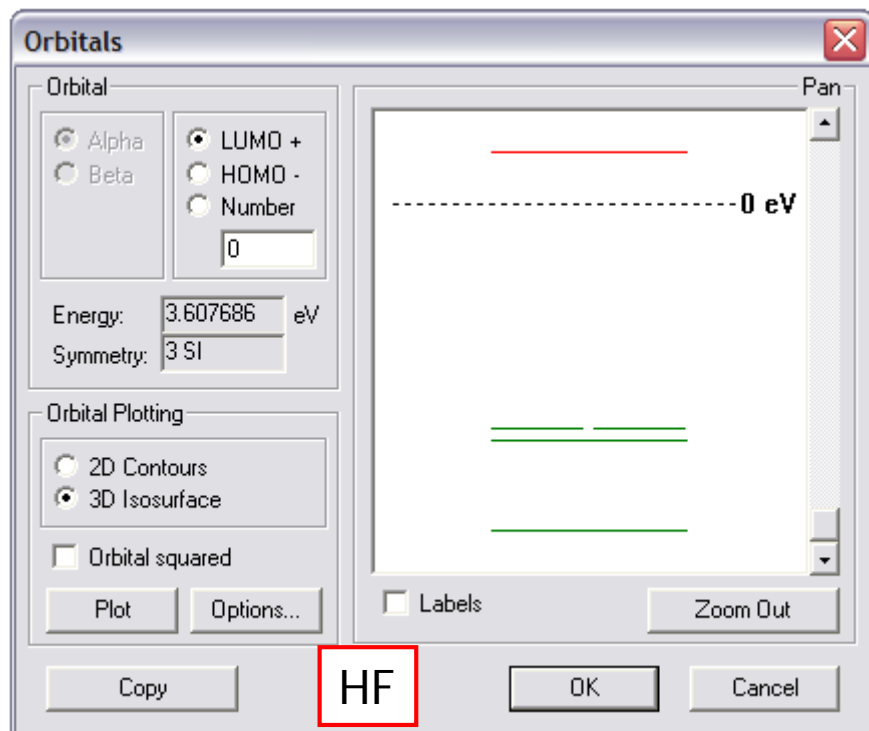 Orbitals
Orbital
Alpha
Beta
LUMO +
HOMO -
Number
0
Energy: 3.607686 eV
Symmetry: 3 SI
Orbital Plotting
2D Contours
3D Isosurface
Orbital squared
Plot
Options...
Pan
0 eV
Labels
Zoom Out
Copy
HF
OK
Cancel